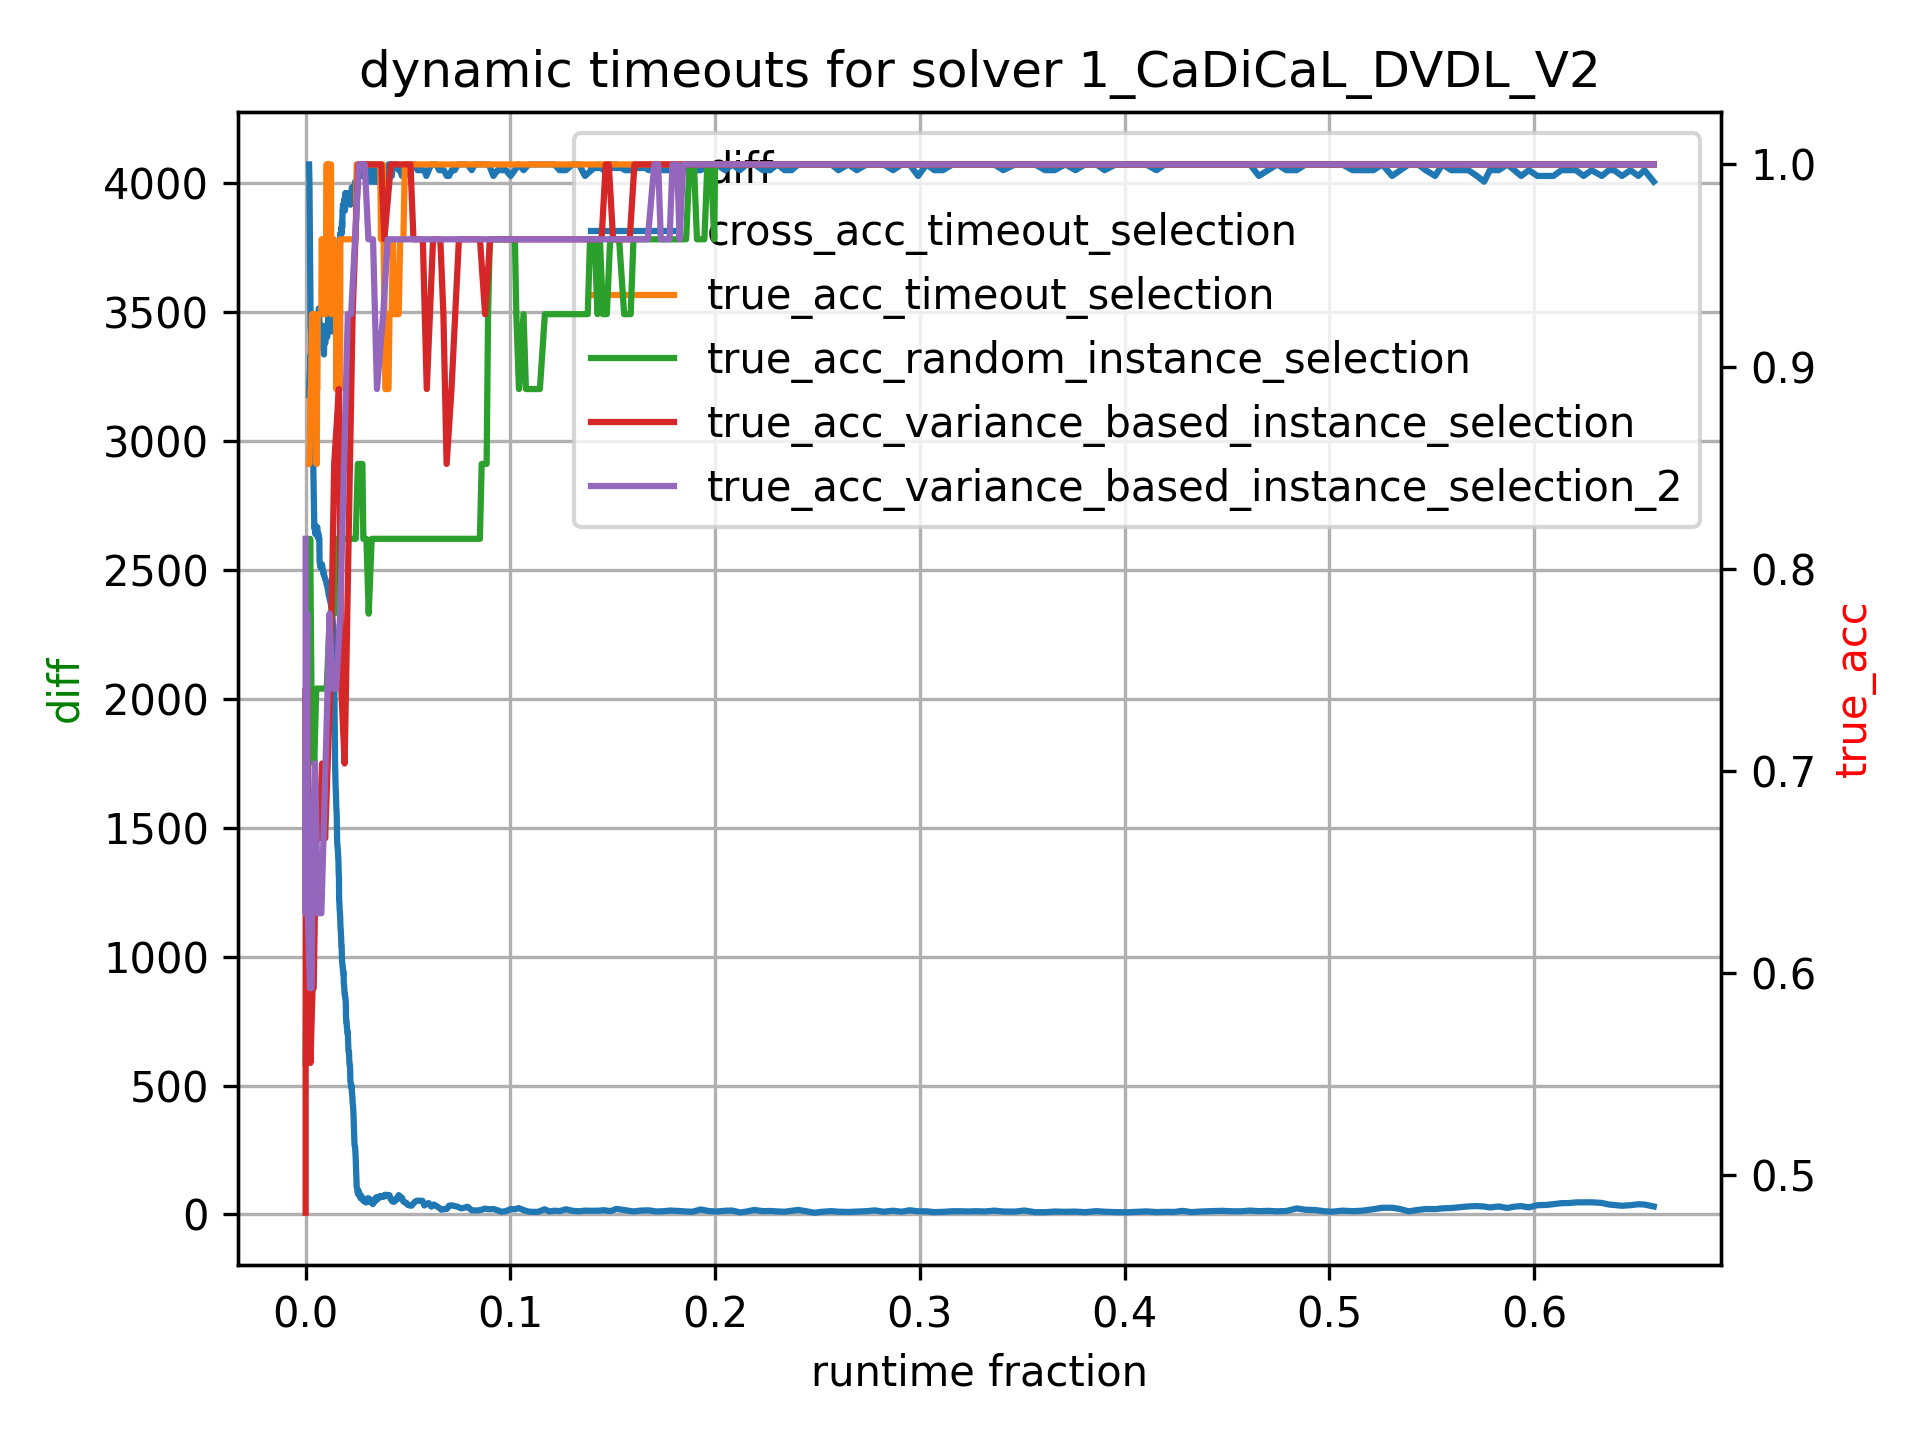 dynamic timeouts for solver 1_CaDiCaL_DVDL_V2
diff
cross_acc_timeout_selection
true_acc_timeout_selection
true_acc_random_instance_selection
true_acc_variance_based_instance_selection
true_acc_variance_based_instance_selection_2
4000
3500
3000
2500
2000
1500
1000
500
0
diff
1.0
0.9
0.8
0.7
0.6
0.5
true_acc
0.0 0.1 0.2 0.3 0.4 0.5 0.6
runtime fraction